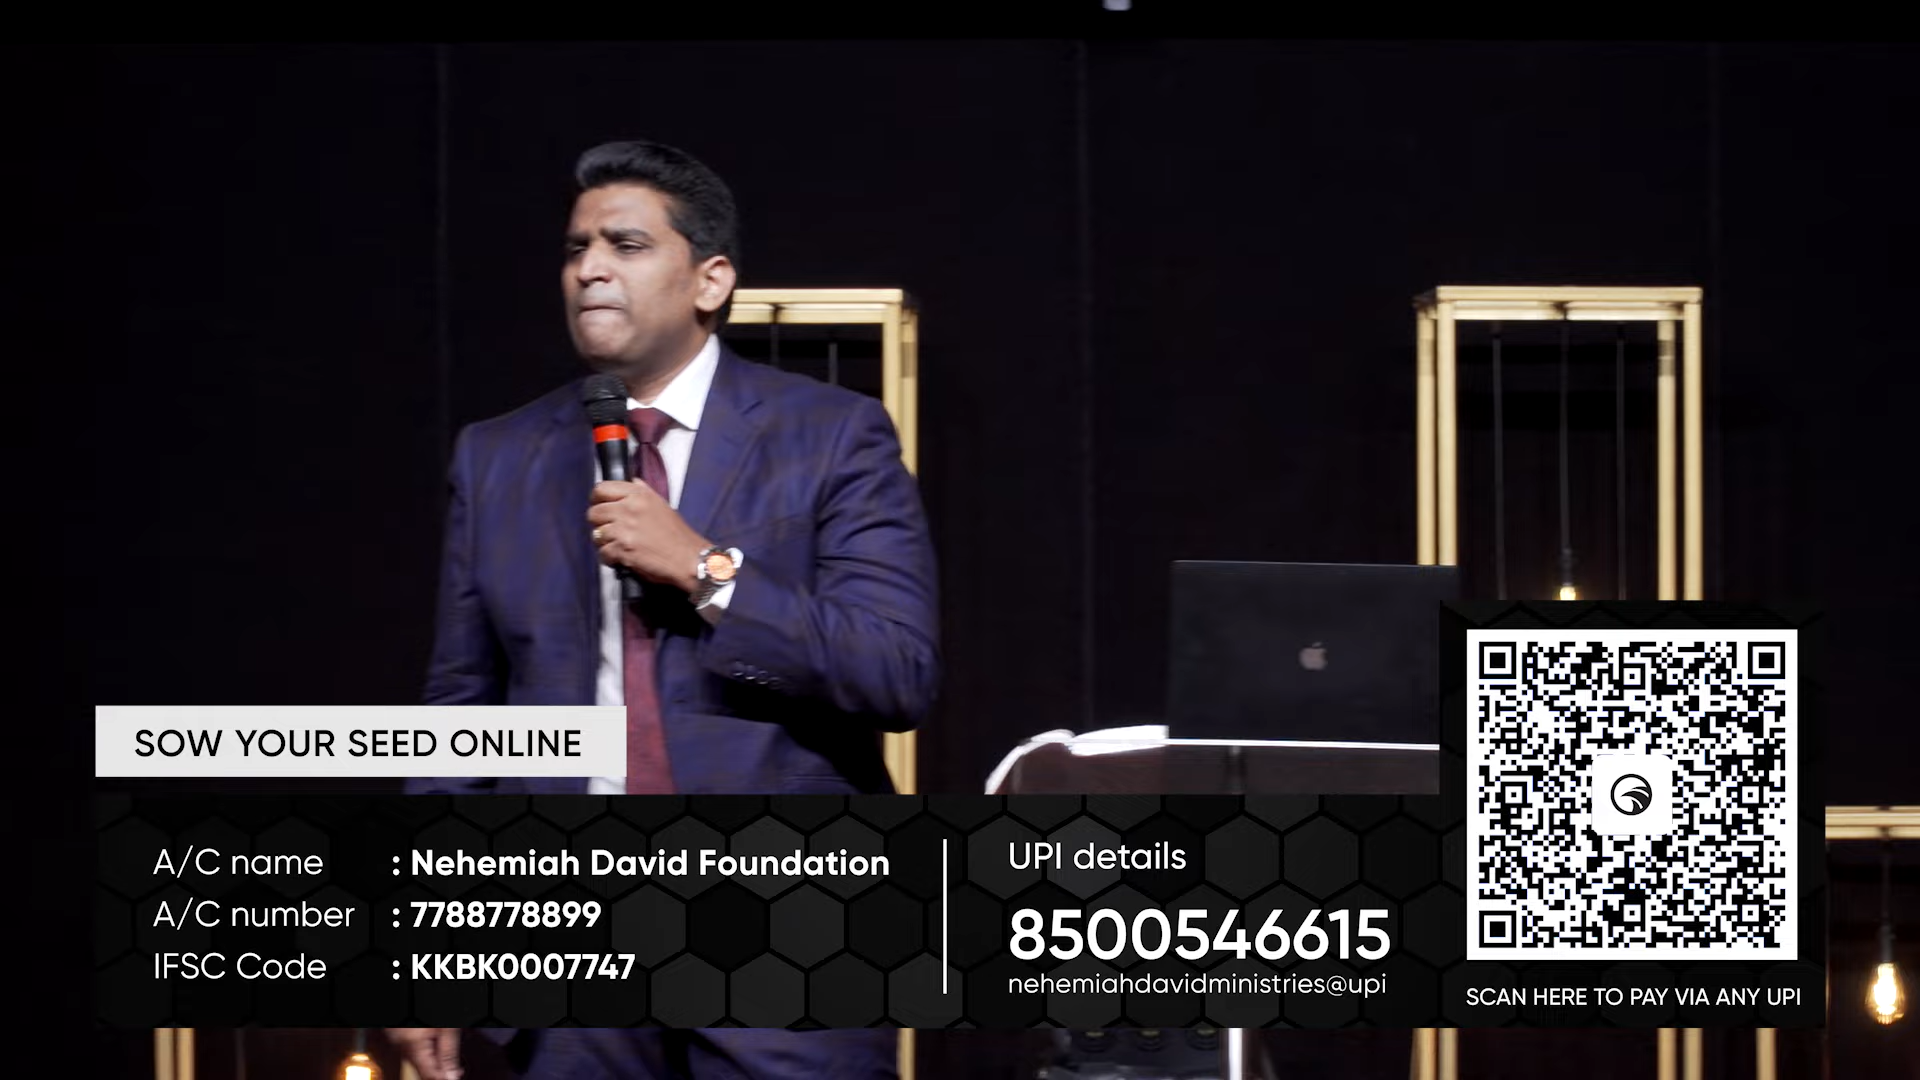 SOW YOUR SEED ONLINE
A/C name : Nehemiah David Foundation
A/C number : 7788778899
IFSC Code : KKBK0007747
UPI details
8500546615
nehemiahdavidministries@upi
SCAN HERE TO PAY VIA ANY UPI